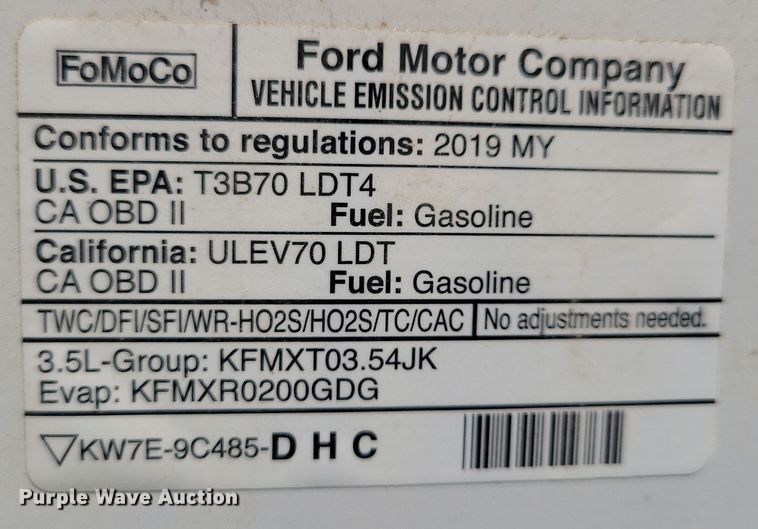 FoMoCo
Ford Motor Company
VEHICLE EMISSION CONTROL INFORMATION
Conforms to regulations: 2019 MY
U.S. EPA: T3B70 LDT4
CA OBD II Fuel: Gasoline
California: ULEV70 LDT
CA OBD II Fuel: Gasoline
TWC/DFI/SFI/WR-HO2S/HO2S/TC/CAC No adjustments needed.
3.5L-Group: KFMXT03.54JK
Evap: KFMXR0200GDG
▽KW7E-9C485-D H C
Purple Wave Auction